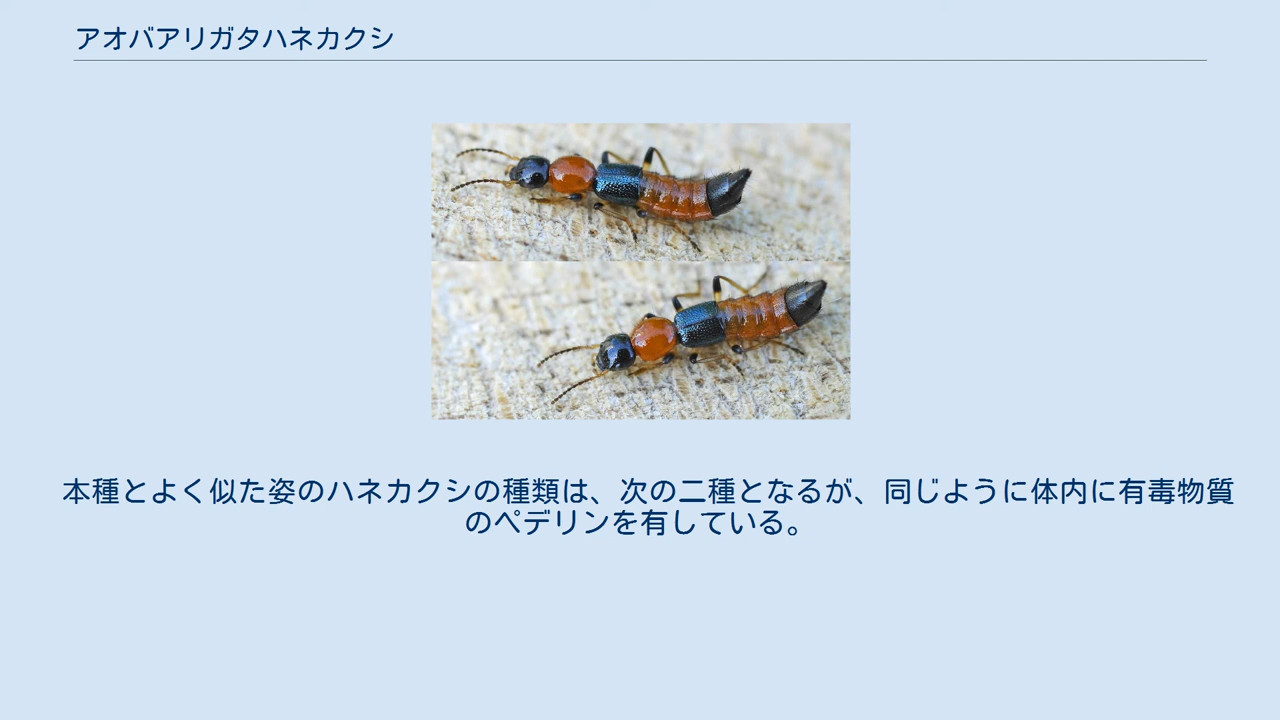 アオバアリガタハネカクシ
本種とよく似た姿のハネカクシの種類は、次の二種となるが、同じように体内に有毒物質
のペデリンを有している。